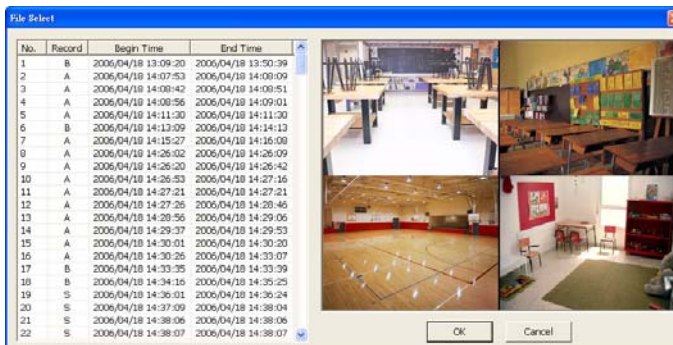 File Select
No. Record Begin Time End Time
1 B 2006/04/18 13:09:20 2006/04/18 13:50:39
2 A 2006/04/18 14:07:53 2006/04/18 14:08:09
3 A 2006/04/18 14:08:42 2006/04/18 14:08:51
4 A 2006/04/18 14:08:56 2006/04/18 14:09:01
5 A 2006/04/18 14:11:30 2006/04/18 14:11:30
6 B 2006/04/18 14:13:09 2006/04/18 14:14:13
7 A 2006/04/18 14:15:27 2006/04/18 14:16:08
8 A 2006/04/18 14:26:02 2006/04/18 14:26:09
9 A 2006/04/18 14:26:20 2006/04/18 14:26:42
10 A 2006/04/18 14:26:53 2006/04/18 14:27:16
11 A 2006/04/18 14:27:21 2006/04/18 14:27:21
12 A 2006/04/18 14:27:26 2006/04/18 14:28:46
13 A 2006/04/18 14:28:56 2006/04/18 14:29:06
14 A 2006/04/18 14:29:37 2006/04/18 14:29:53
15 A 2006/04/18 14:30:01 2006/04/18 14:30:20
16 A 2006/04/18 14:30:26 2006/04/18 14:33:07
17 B 2006/04/18 14:33:35 2006/04/18 14:33:39
18 B 2006/04/18 14:34:16 2006/04/18 14:35:25
19 S 2006/04/18 14:36:01 2006/04/18 14:36:24
20 S 2006/04/18 14:37:09 2006/04/18 14:38:04
21 S 2006/04/18 14:38:06 2006/04/18 14:38:06
22 S 2006/04/18 14:38:07 2006/04/18 14:38:07
OK Cancel